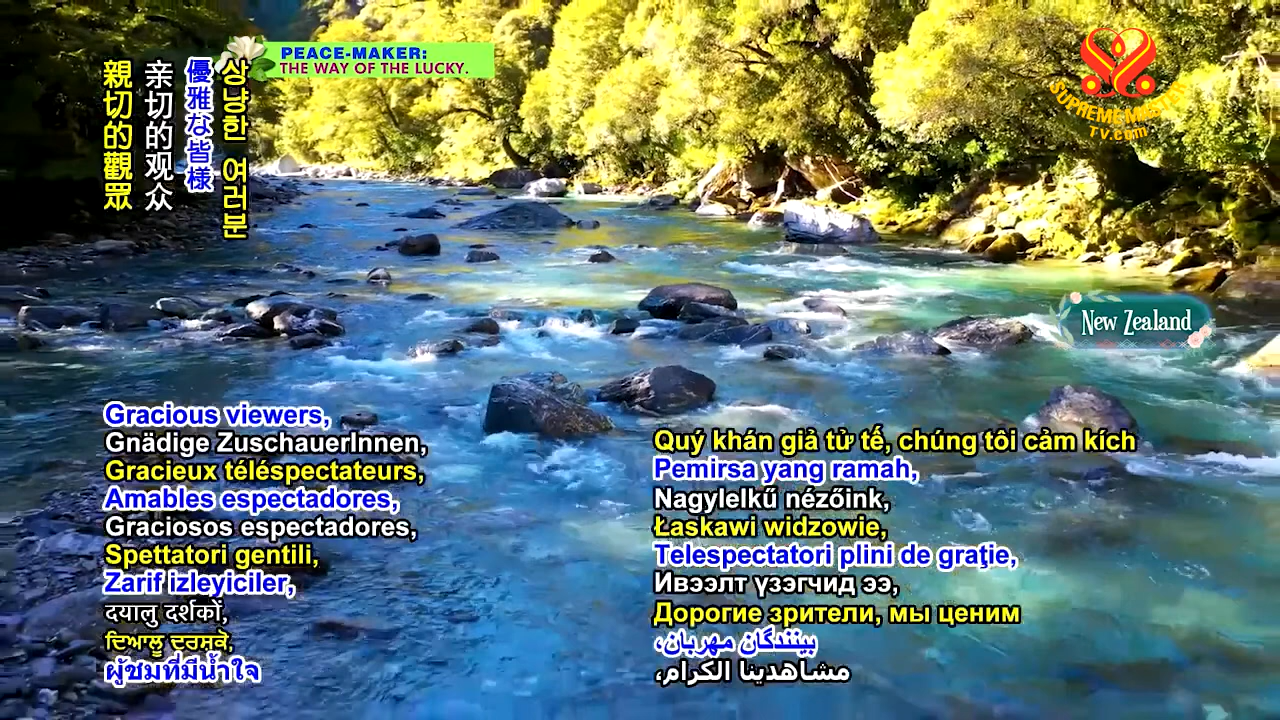 PEACE-MAKER:
THE WAY OF THE LUCKY.
SUPREME MASTER
TV.com
親切的觀眾
亲切的观众
優雅な皆様
상냥한 여러분
New Zealand
Gracious viewers,
Gnädige ZuschauerInnen,
Gracieux téléspectateurs,
Amables espectadores,
Graciosos espectadores,
Spettatori gentili,
Zarif izleyiciler,
दयालु दर्शकों,
ਦਿਆਲੂ ਦਰਸ਼ਕੋ,
ผู้ชมที่มีน้ำใจ
Quý khán giả tử tế, chúng tôi cảm kích
Pemirsa yang ramah,
Nagylelkű nézőink,
Łaskawi widzowie,
Telespectatori plini de graţie,
Ивээлт үзэгчид ээ,
Дорогие зрители, мы ценим
بینندگان مهربان،
مشاهدينا الكرام،